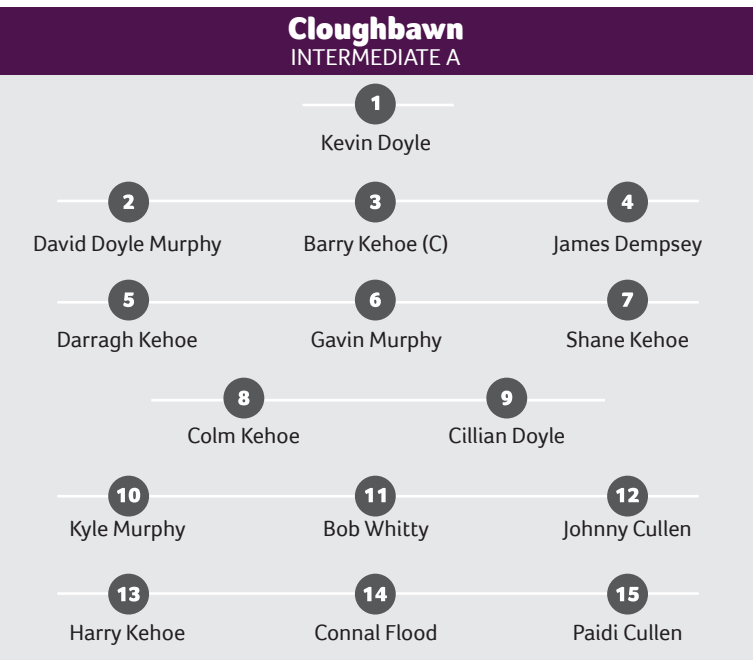 Cloughbawn
INTERMEDIATE A
1
Kevin Doyle
2 3 4
David Doyle Murphy Barry Kehoe (C) James Dempsey
5 6 7
Darragh Kehoe Gavin Murphy Shane Kehoe
8 9
Colm Kehoe Cillian Doyle
10 11 12
Kyle Murphy Bob Whitty Johnny Cullen
13 14 15
Harry Kehoe Connal Flood Paidi Cullen